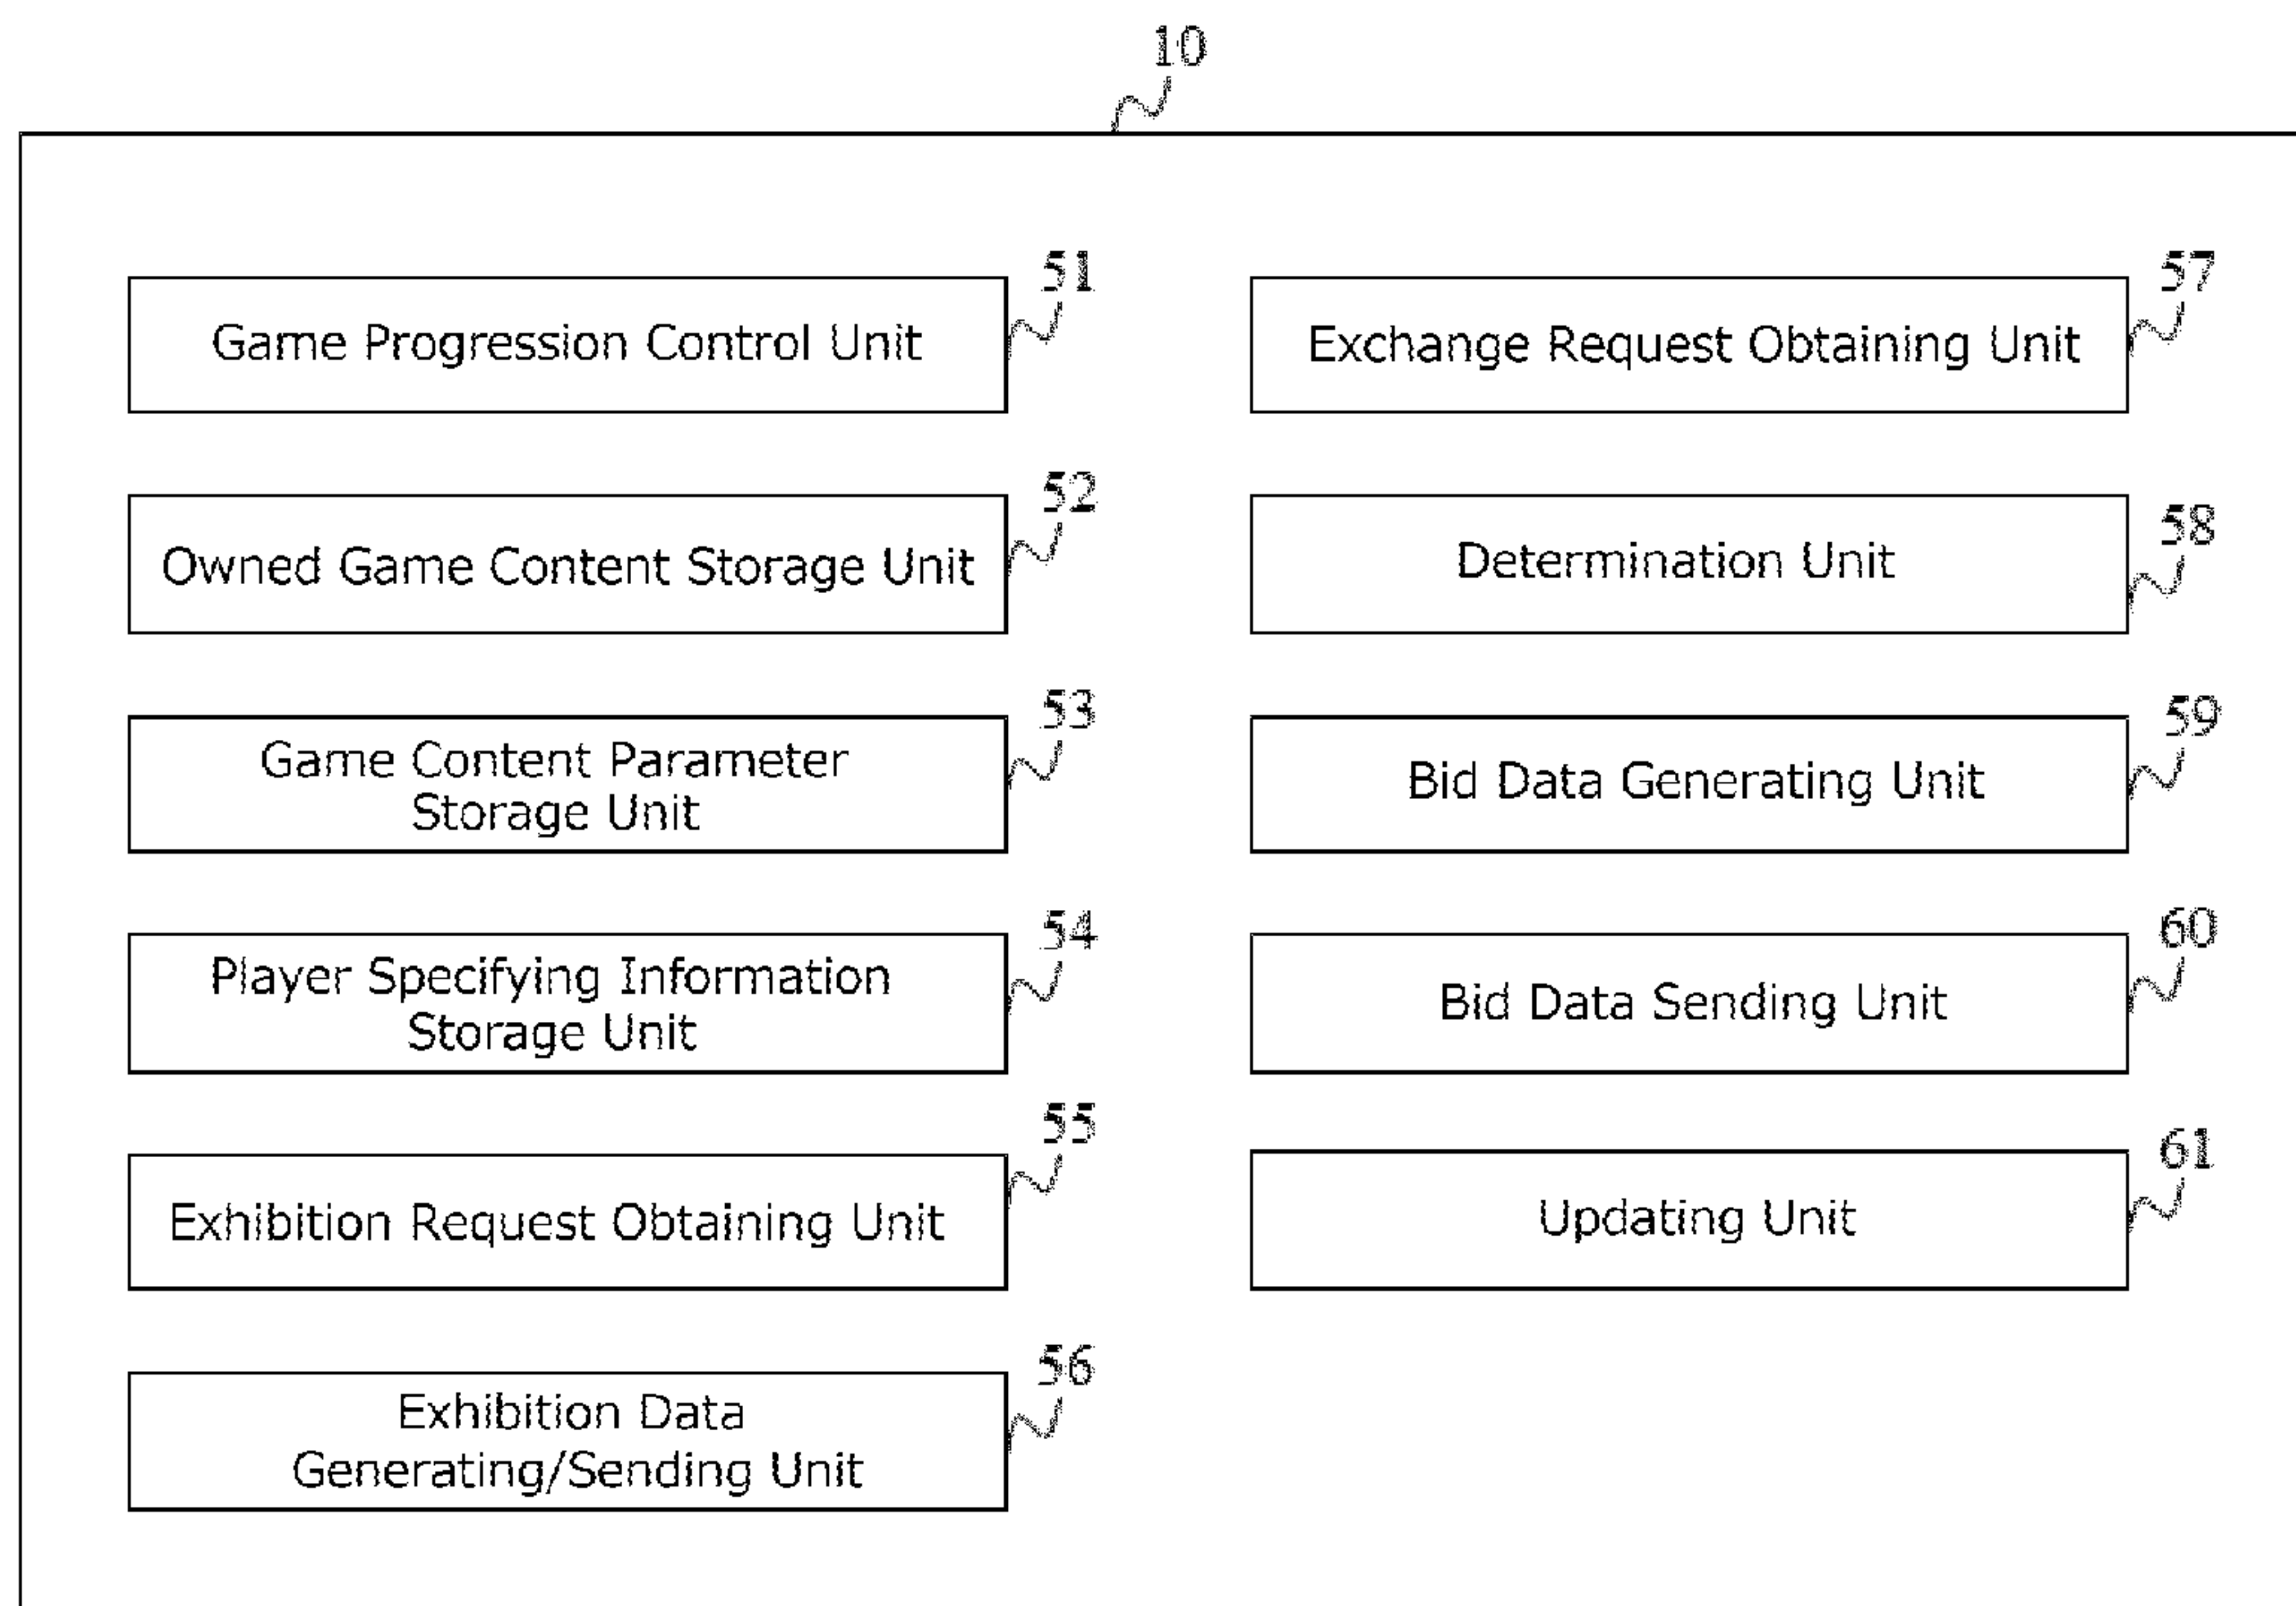 10
51
Game Progression Control Unit
52
Owned Game Content Storage Unit
53
Game Content Parameter
Storage Unit
54
Player Specifying Information
Storage Unit
55
Exhibition Request Obtaining Unit
56
Exhibition Data
Generating/Sending Unit
57
Exchange Request Obtaining Unit
58
Determination Unit
59
Bid Data Generating Unit
60
Bid Data Sending Unit
61
Updating Unit